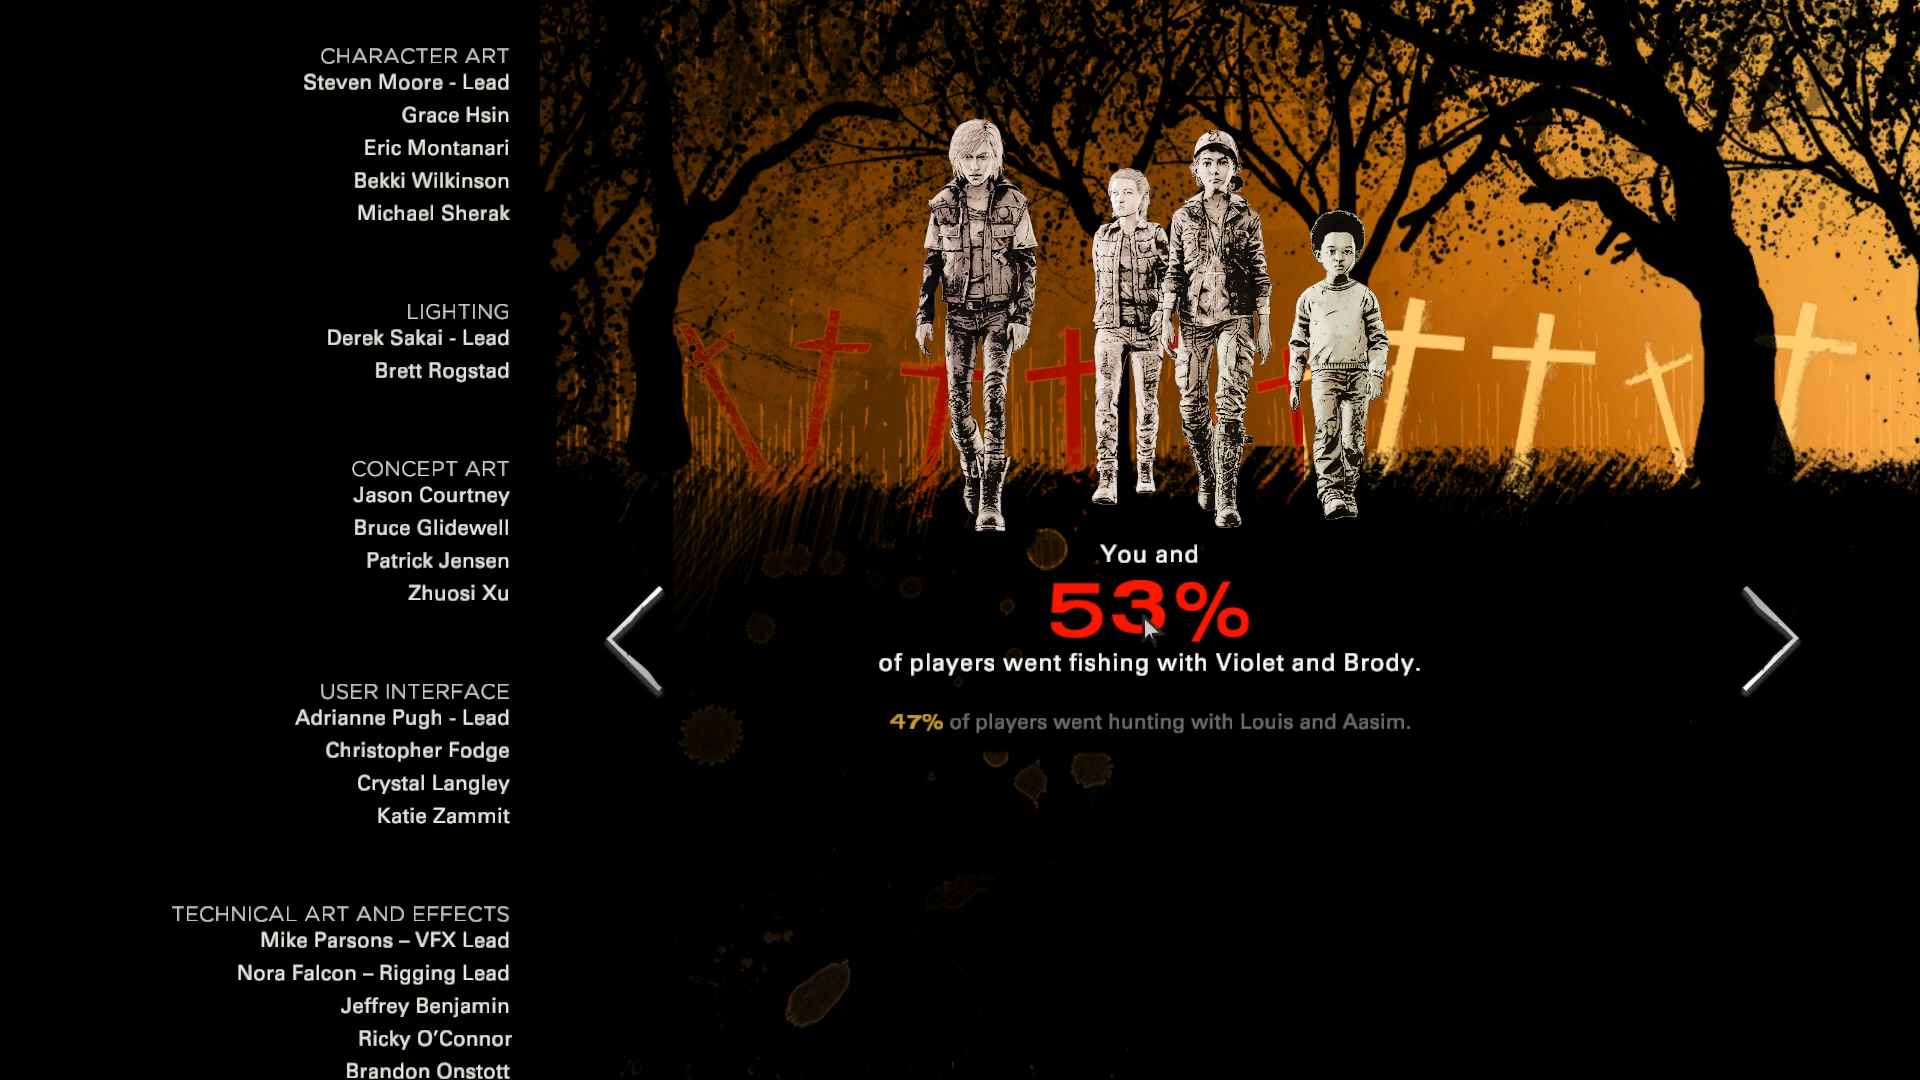 CHARACTER ART
Steven Moore - Lead
Grace Hsin
Eric Montanari
Bekki Wilkinson
Michael Sherak
LIGHTING
Derek Sakai - Lead
Brett Rogstad
CONCEPT ART
Jason Courtney
Bruce Glidewell
Patrick Jensen
Zhuosi Xu
USER INTERFACE
Adrianne Pugh - Lead
Christopher Fodge
Crystal Langley
Katie Zammit
TECHNICAL ART AND EFFECTS
Mike Parsons – VFX Lead
Nora Falcon – Rigging Lead
Jeffrey Benjamin
Ricky O’Connor
Brandon Onstott
You and
53%
of players went fishing with Violet and Brody.
47% of players went hunting with Louis and Aasim.